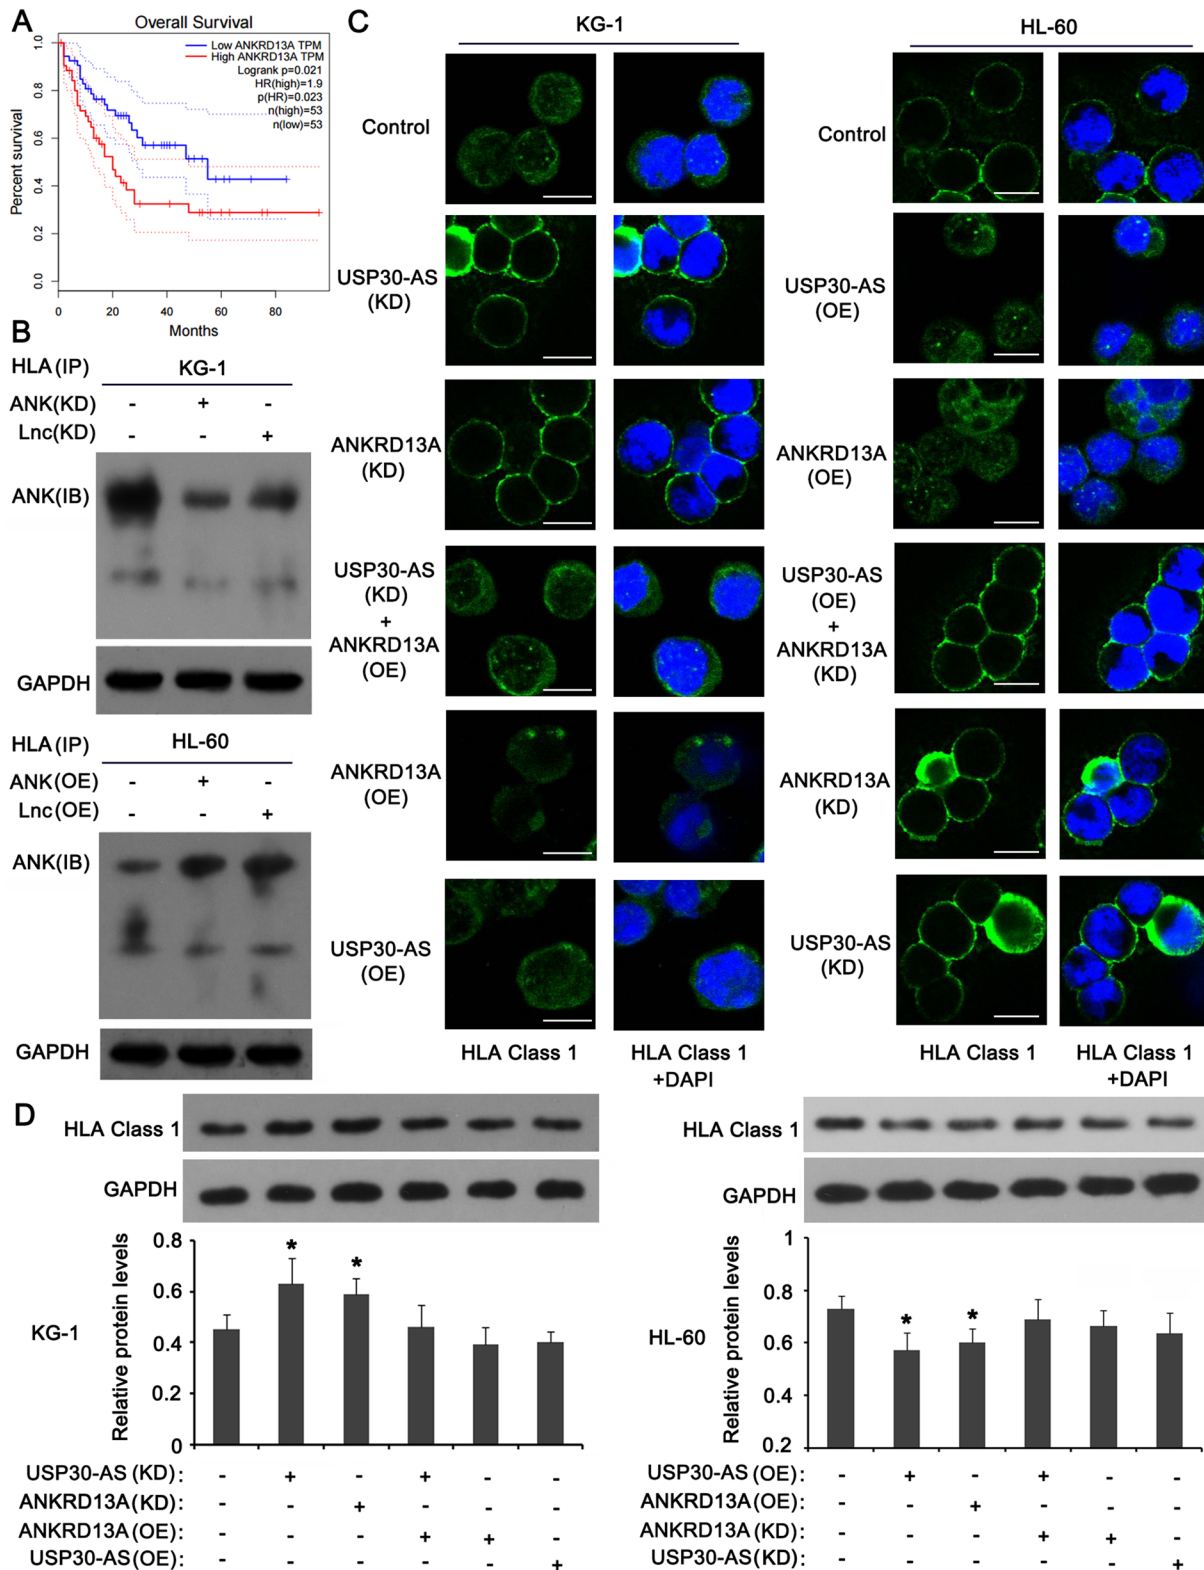 A
Overall Survival
Low ANKRD13A TPM
High ANKRD13A TPM
Logrank p=0.021
HR(high)=1.9
p(HR)=0.023
n(high)=53
n(low)=53
Percent survival
1.0
0.8
0.6
0.4
0.2
0.0
0 20 40 60 80 100
Months
B
HLA(IP) KG-1
ANK(KD) - + -
Lnc(KD) - - +
ANK(IB)
GAPDH
HLA(IP) HL-60
ANK(OE) - + -
Lnc(OE) - - +
ANK(IB)
GAPDH
C
KG-1
HL-60
Control
USP30-AS
(KD)
ANKRD13A
(KD)
USP30-AS
(KD)
+
ANKRD13A
(OE)
ANKRD13A
(OE)
USP30-AS
(OE)
HLA Class 1
HLA Class 1
+DAPI
Control
USP30-AS
(OE)
ANKRD13A
(OE)
USP30-AS
(OE)
+
ANKRD13A
(KD)
ANKRD13A
(KD)
USP30-AS
(KD)
HLA Class 1
HLA Class 1
+DAPI
D
HLA Class 1
GAPDH
KG-1
Relative protein levels
0.8
0.6
0.4
0.2
0
* *
USP30-AS(KD): - + - + - -
ANKRD13A(KD): - - + - - -
ANKRD13A(OE): - - - + + -
USP30-AS(OE): - - - - - +
HLA Class 1
GAPDH
HL-60
Relative protein levels
1
0.8
0.6
0.4
0.2
* *
USP30-AS(OE): - + - + - -
ANKRD13A(OE): - - + - - -
ANKRD13A(KD): - - - + + -
USP30-AS(KD): - - - - - +